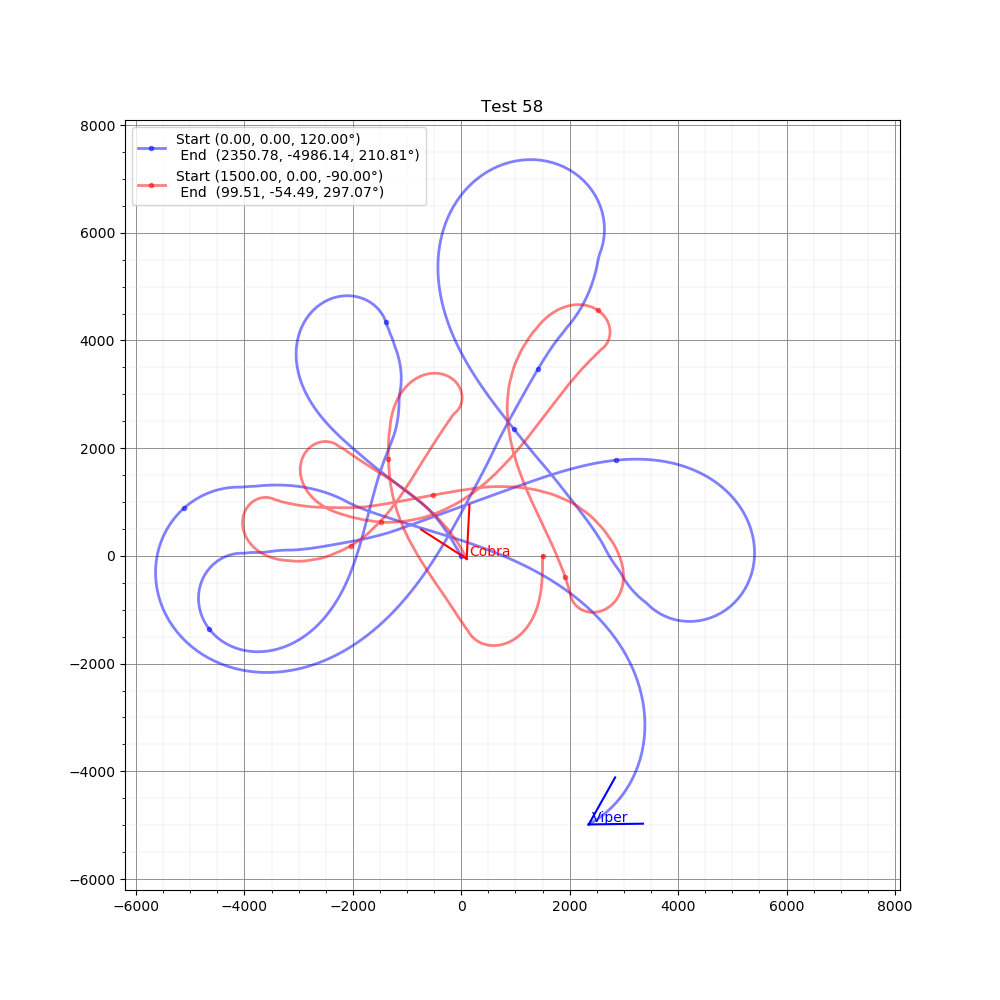 Test 58
Start (0.00, 0.00, 120.00°)
End  (2350.78, -4986.14, 210.81°)
Start (1500.00, 0.00, -90.00°)
End  (99.51, -54.49, 297.07°)
8000
6000
4000
2000
0
−2000
−4000
−6000
Cobra
Viper
−6000 −4000 −2000 0 2000 4000 6000 8000